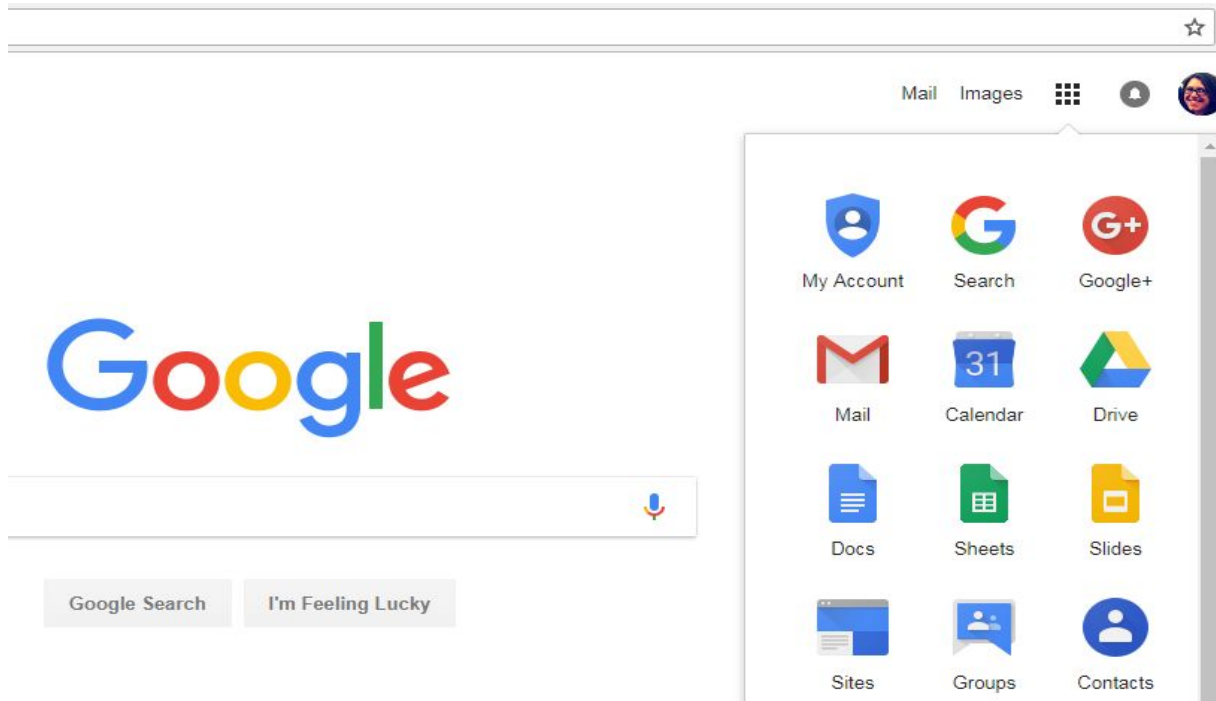 Mail Images
G G+
My Account Search Google+
31
Mail Calendar Drive
Google
Docs Sheets Slides
Google Search I'm Feeling Lucky
Sites Groups Contacts